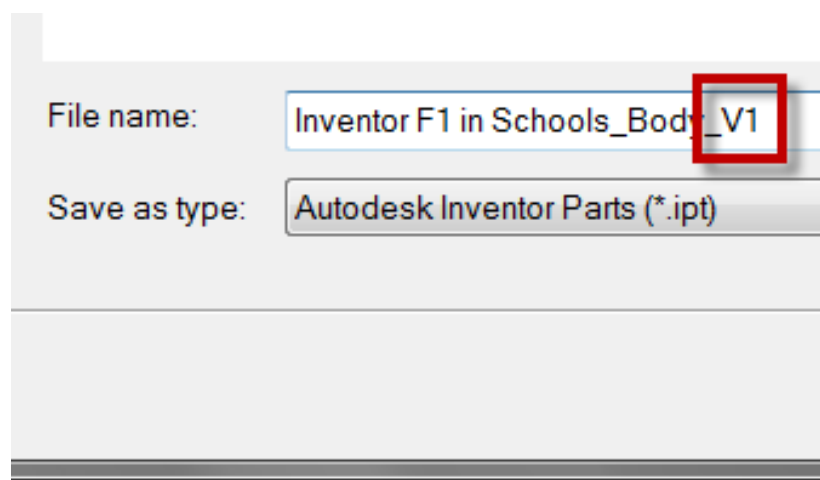 File name: Inventor F1 in Schools_Body_V1
Save as type: Autodesk Inventor Parts (*.ipt)